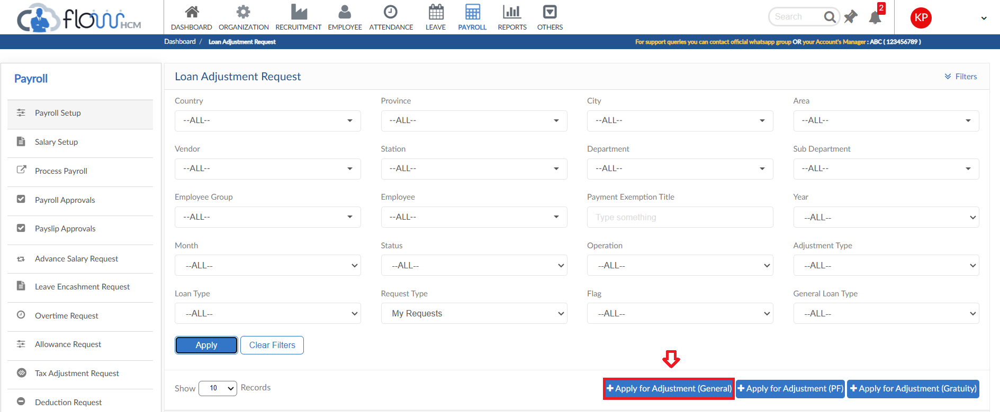 flowHCM
DASHBOARD ORGANIZATION RECRUITMENT EMPLOYEE ATTENDANCE LEAVE PAYROLL REPORTS OTHERS
Search
2
KP
Dashboard / Loan Adjustment Request
For support queries you can contact official whatsapp group OR your Account's Manager : ABC ( 123456789 )
Payroll
Payroll Setup
Salary Setup
Process Payroll
Payroll Approvals
Payslip Approvals
Advance Salary Request
Leave Encashment Request
Overtime Request
Allowance Request
Tax Adjustment Request
Deduction Request
Loan Adjustment Request
Filters
Country Province City Area
--ALL-- --ALL-- --ALL-- --ALL--
Vendor Station Department Sub Department
--ALL-- --ALL-- --ALL-- --ALL--
Employee Group Employee Payment Exemption Title Year
--ALL-- --ALL-- Type something --ALL--
Month Status Operation Adjustment Type
--ALL-- --ALL-- --ALL-- --ALL--
Loan Type Request Type Flag General Loan Type
--ALL-- My Requests --ALL-- --ALL--
Apply Clear Filters
Show 10 Records
+ Apply for Adjustment (General) + Apply for Adjustment (PF) + Apply for Adjustment (Gratuity)